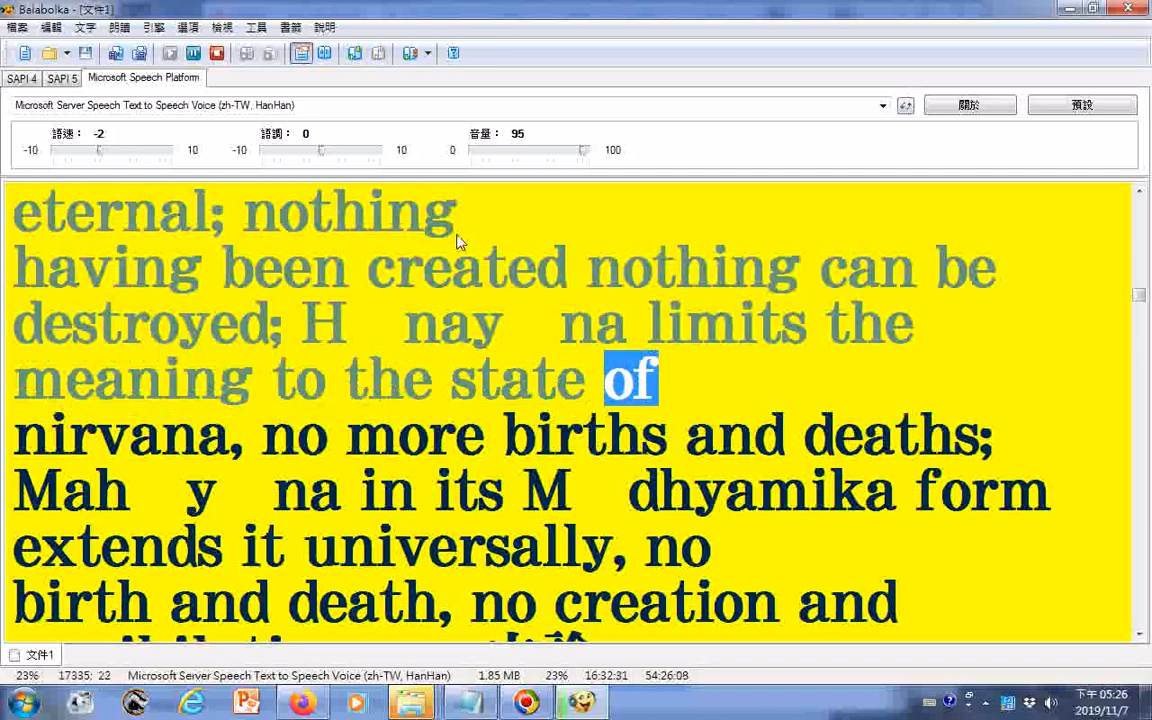 Balabolka - [文件1]
檔案 編輯 文字 朗讀 引擎 選項 檢視 工具 書籤 說明
SAPI 4 SAPI 5 Microsoft Speech Platform
Microsoft Server Speech Text to Speech Voice (zh-TW, HanHan) 關於 預設
語速： -2 語調： 0 音量： 95
-10 10 -10 10 0 100
eternal; nothing
having been created nothing can be
destroyed; H nay na limits the
meaning to the state of
nirvana, no more births and deaths;
Mah y na in its M dhyamika form
extends it universally, no
birth and death, no creation and
文件1
23% 17335: 22 Microsoft Server Speech Text to Speech Voice (zh-TW, HanHan) 1.85 MB 23% 16:32:31 54:26:08
下午 05:26
2019/11/7